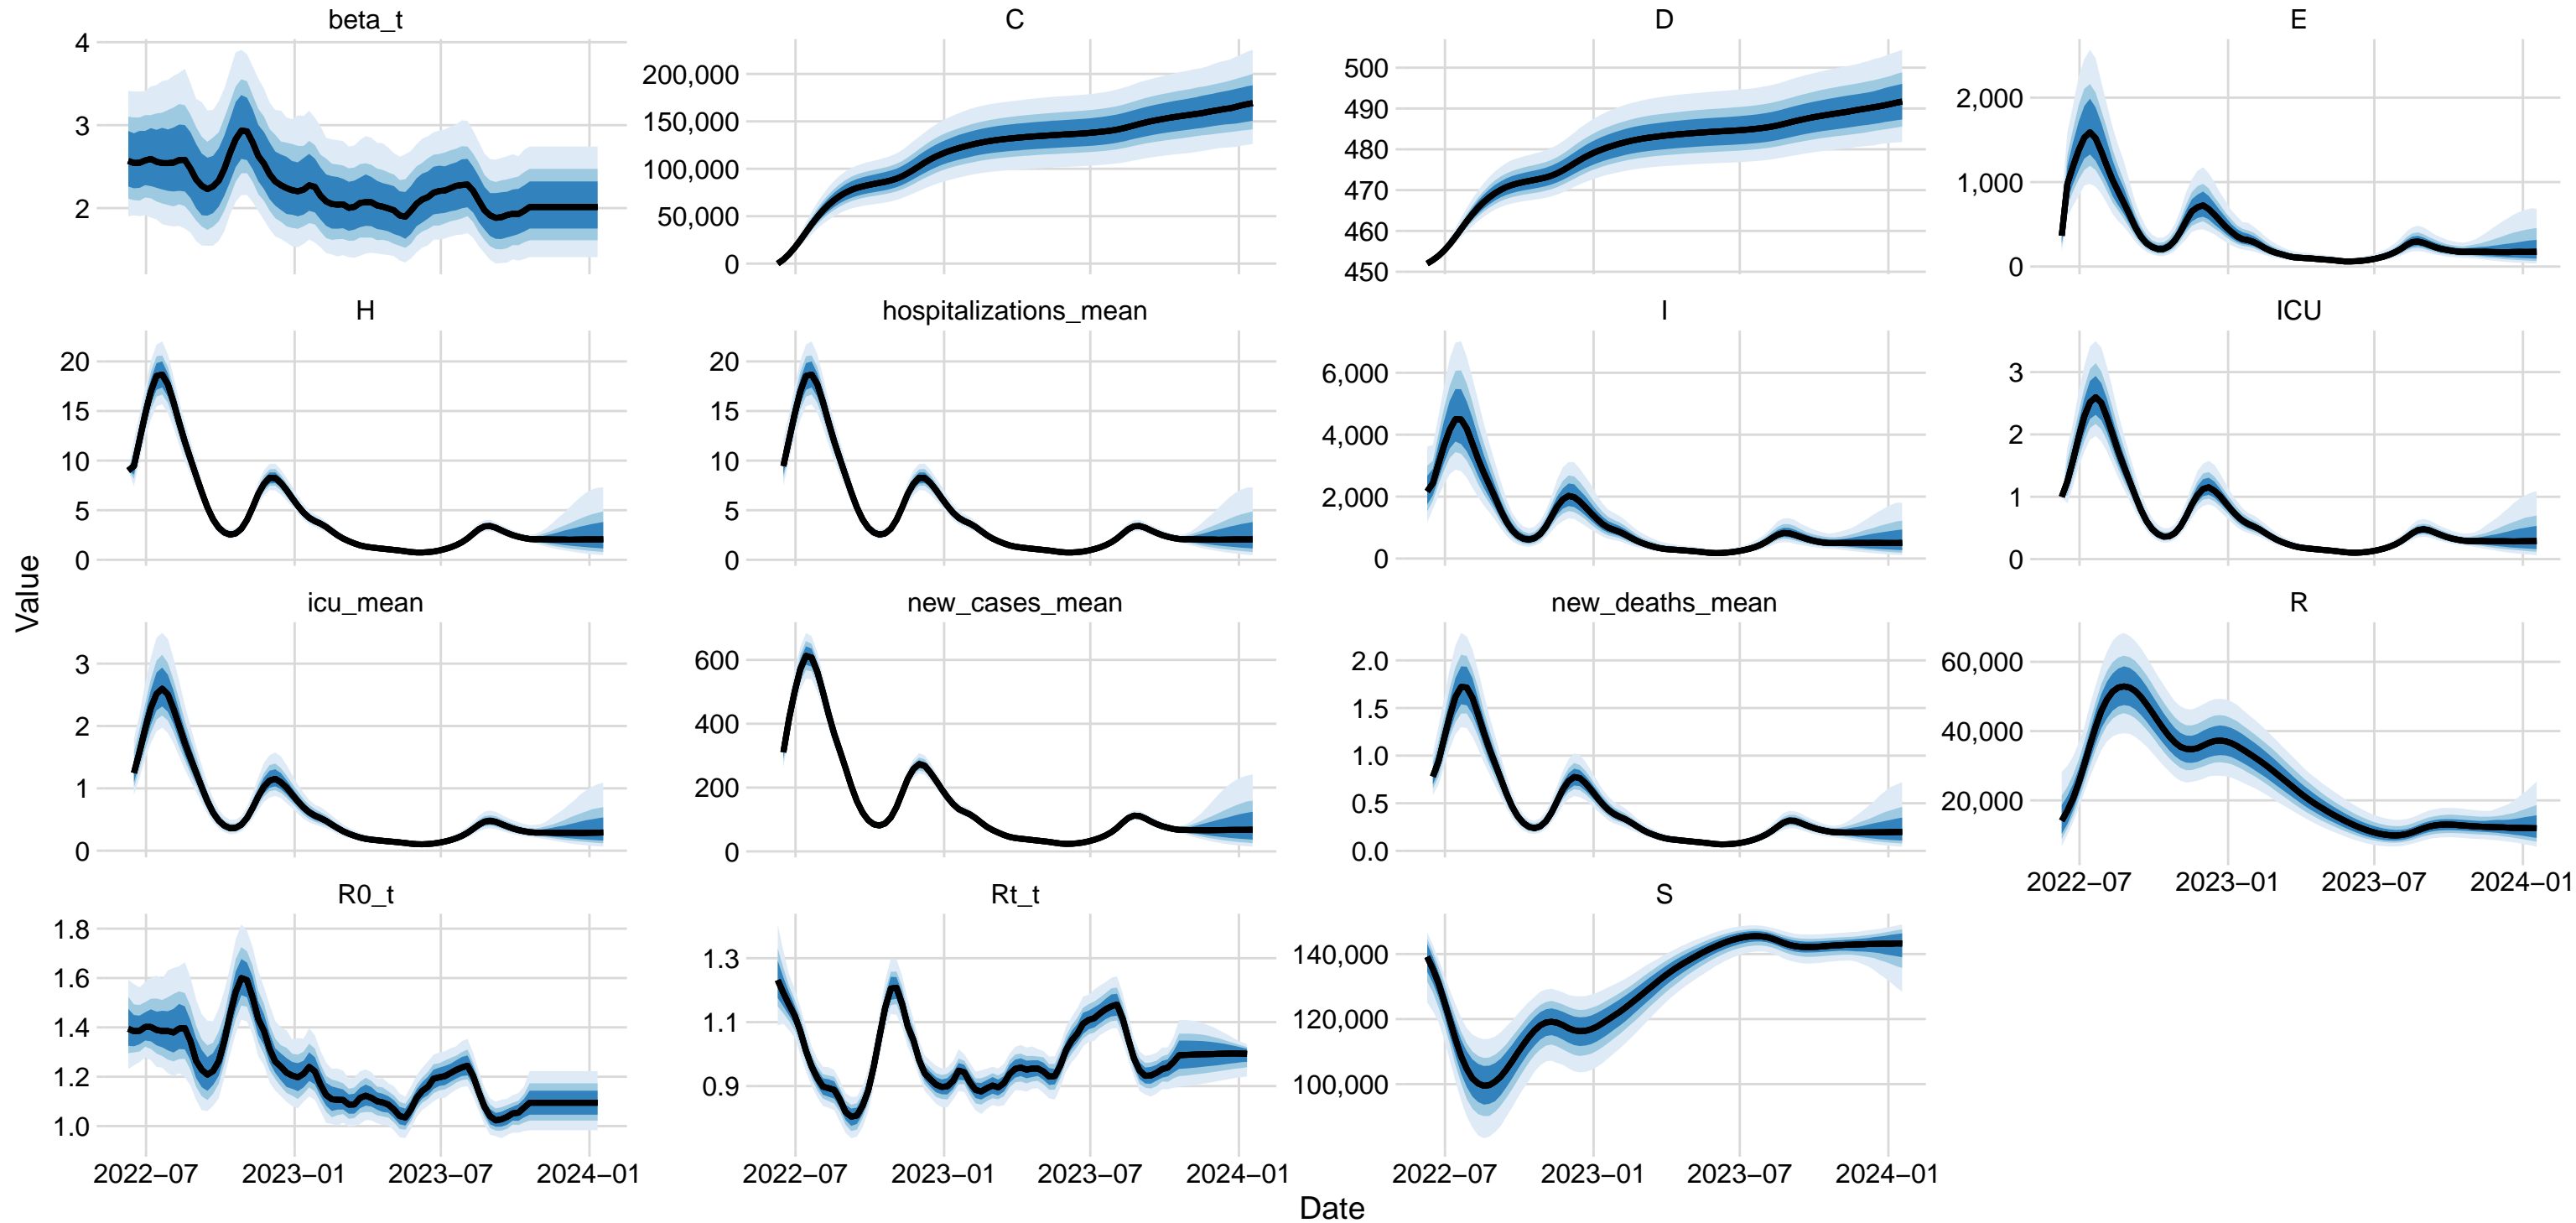 beta_t
C
D
E
4
3
2
200,000
150,000
100,000
50,000
0
500
490
480
470
460
450
2,000
1,000
0
H
hospitalizations_mean
I
ICU
20
15
10
5
0
20
15
10
5
0
6,000
4,000
2,000
0
3
2
1
0
Value
icu_mean
new_cases_mean
new_deaths_mean
R
3
2
1
0
600
400
200
0
2.0
1.5
1.0
0.5
0.0
60,000
40,000
20,000
2022−07 2023−01 2023−07 2024−01
R0_t
Rt_t
S
1.8
1.6
1.4
1.2
1.0
1.3
1.1
0.9
140,000
120,000
100,000
2022−07 2023−01 2023−07 2024−01
2022−07 2023−01 2023−07 2024−01
2022−07 2023−01 2023−07 2024−01
Date